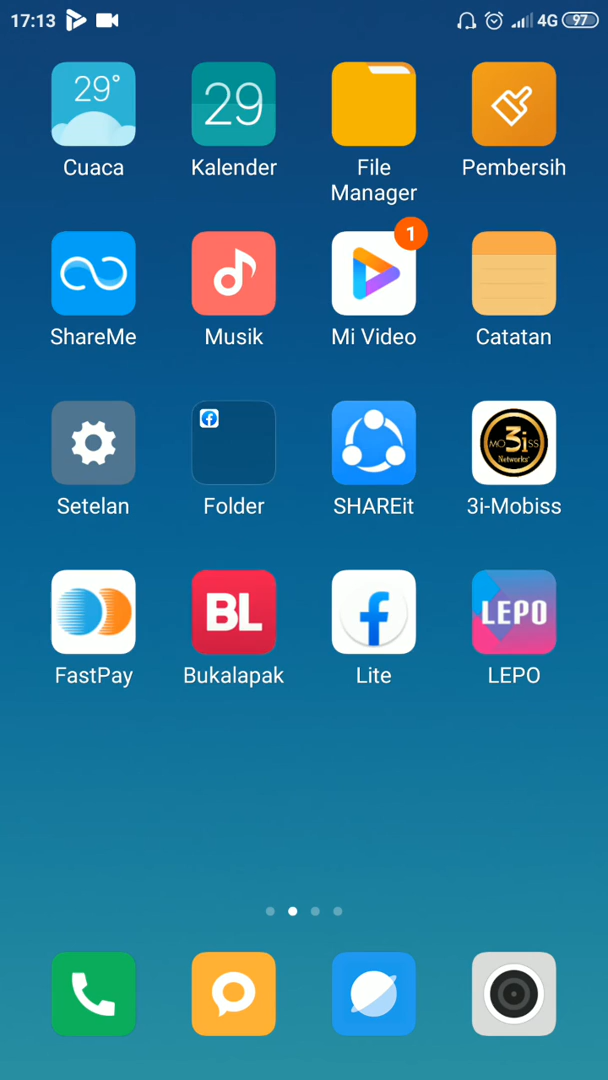 17:13 4G 97
29°
29
Cuaca
Kalender
File
Manager
Pembersih
1
ShareMe
Musik
Mi Video
Catatan
MO3iSS
Networks
Setelan
Folder
SHAREit
3i-Mobiss
BL
LEPO
FastPay
Bukalapak
Lite
LEPO